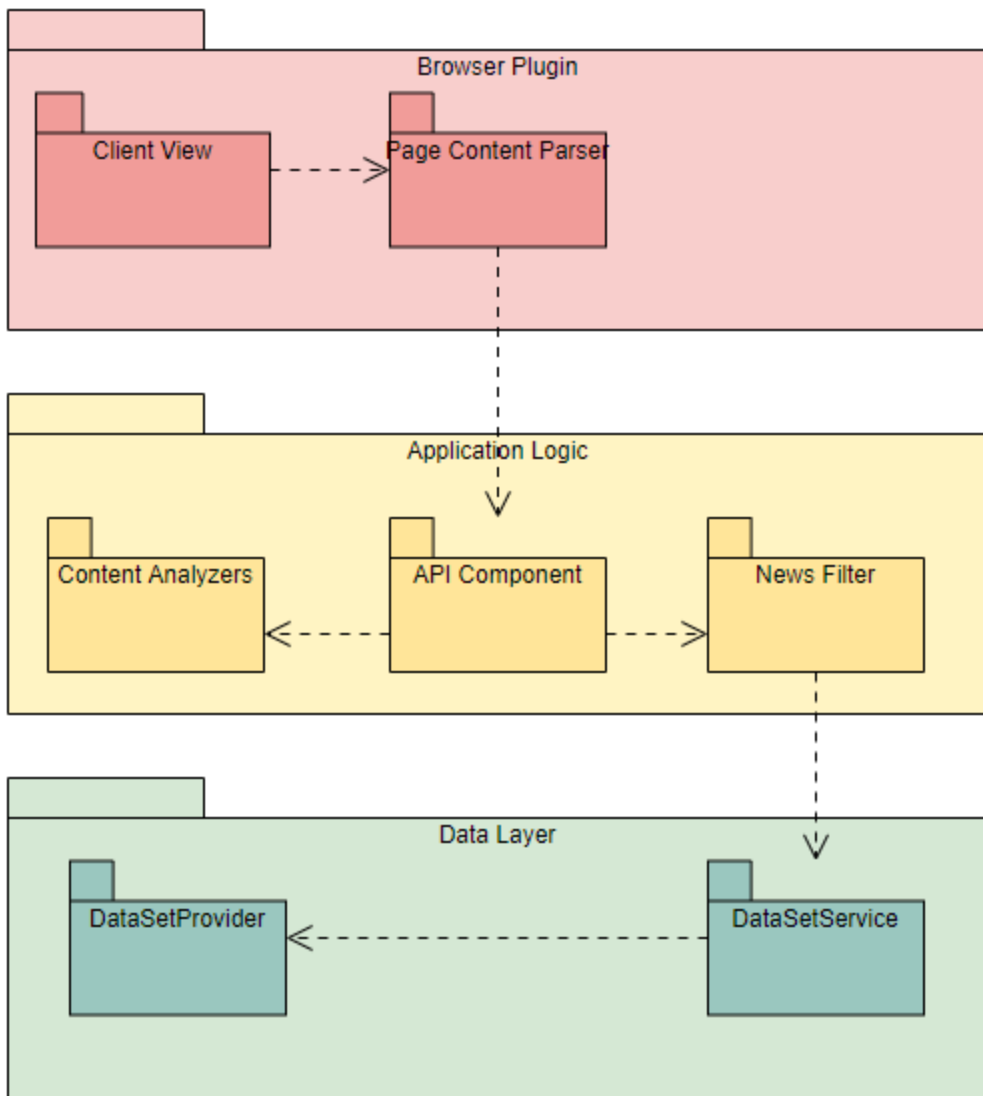 Browser Plugin
Client View
Page Content Parser
Application Logic
Content Analyzers
API Component
News Filter
Data Layer
DataSetProvider
DataSetService